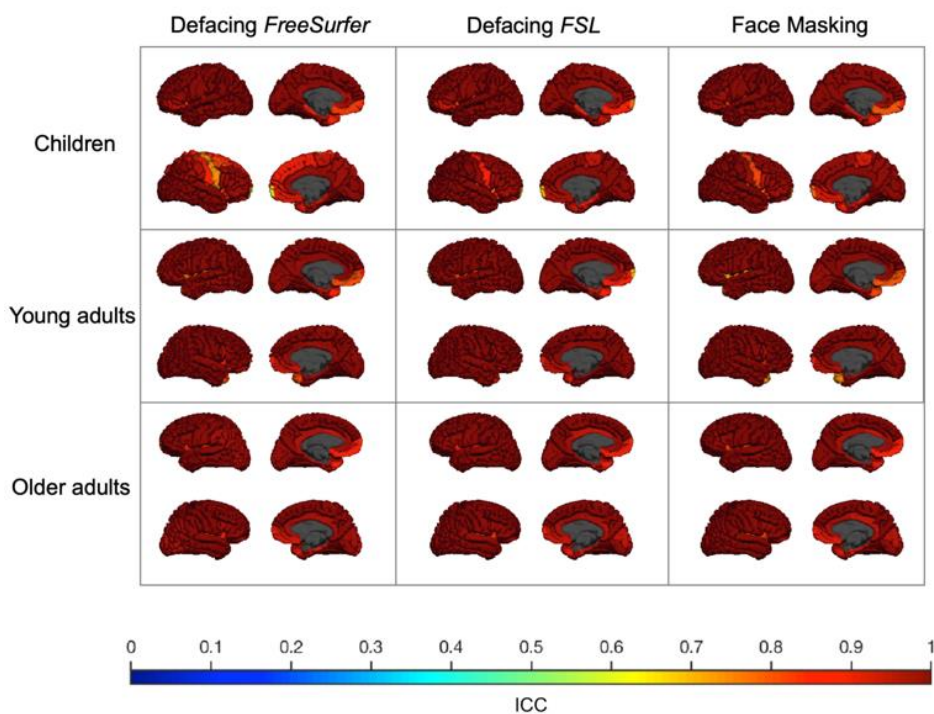 Defacing FreeSurfer Defacing FSL Face Masking
Children
Young adults
Older adults
0 0.1 0.2 0.3 0.4 0.5 0.6 0.7 0.8 0.9 1
ICC